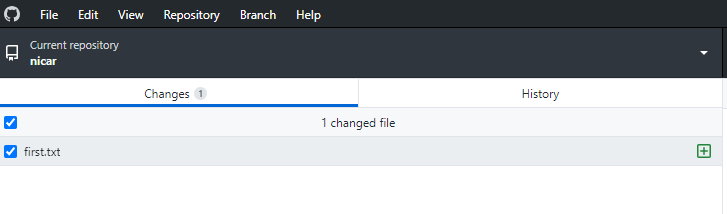 File Edit View Repository Branch Help
Current repository
nicar
Changes 1 History
1 changed file
first.txt